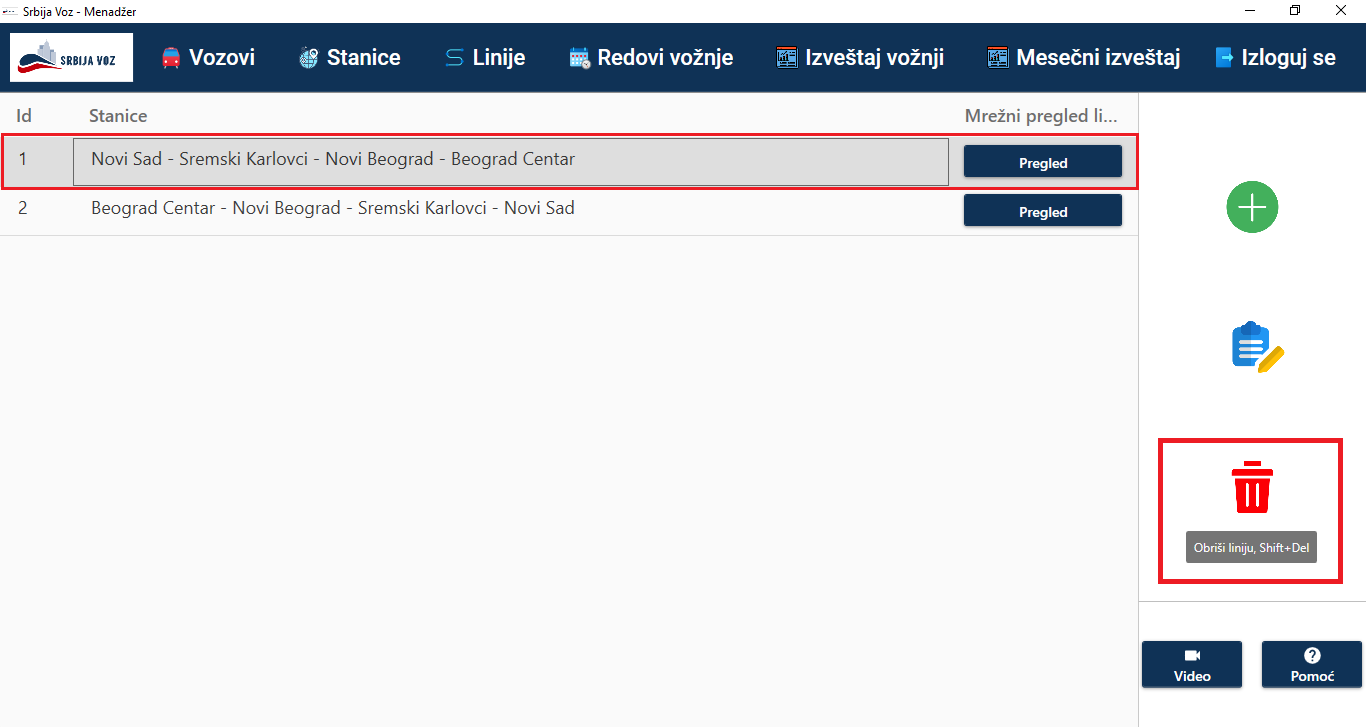 Srbija Voz - Menadžer
SRBIJA VOZ
Vozovi
Stanice
Linije
Redovi vožnje
Izveštaj vožnji
Mesečni izveštaj
Izloguj se
Id Stanice Mrežni pregled li...
1 Novi Sad - Sremski Karlovci - Novi Beograd - Beograd Centar Pregled
2 Beograd Centar - Novi Beograd - Sremski Karlovci - Novi Sad Pregled
Obriši liniju, Shift+Del
Video
Pomoć